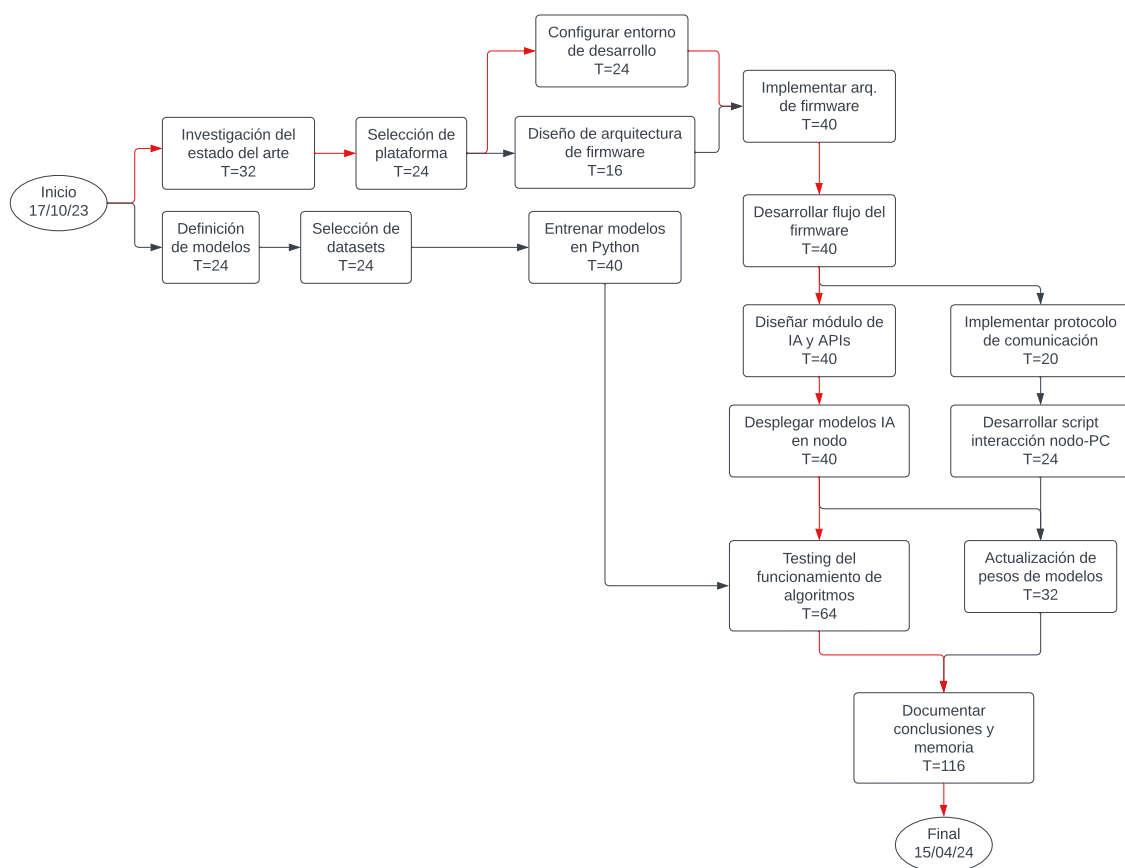 Configurar entorno
de desarrollo
T=24
Implementar arq.
de firmware
T=40
Investigación del
estado del arte
T=32
Selección de
plataforma
T=24
Diseño de arquitectura
de firmware
T=16
Inicio
17/10/23
Definición
de modelos
T=24
Selección de
datasets
T=24
Entrenar modelos
en Python
T=40
Desarrollar flujo del
firmware
T=40
Diseñar módulo de
IA y APIs
T=40
Implementar protocolo
de comunicación
T=20
Desplegar modelos IA
en nodo
T=40
Desarrollar script
interacción nodo-PC
T=24
Testing del
funcionamiento de
algoritmos
T=64
Actualización de
pesos de modelos
T=32
Documentar
conclusiones y
memoria
T=116
Final
15/04/24